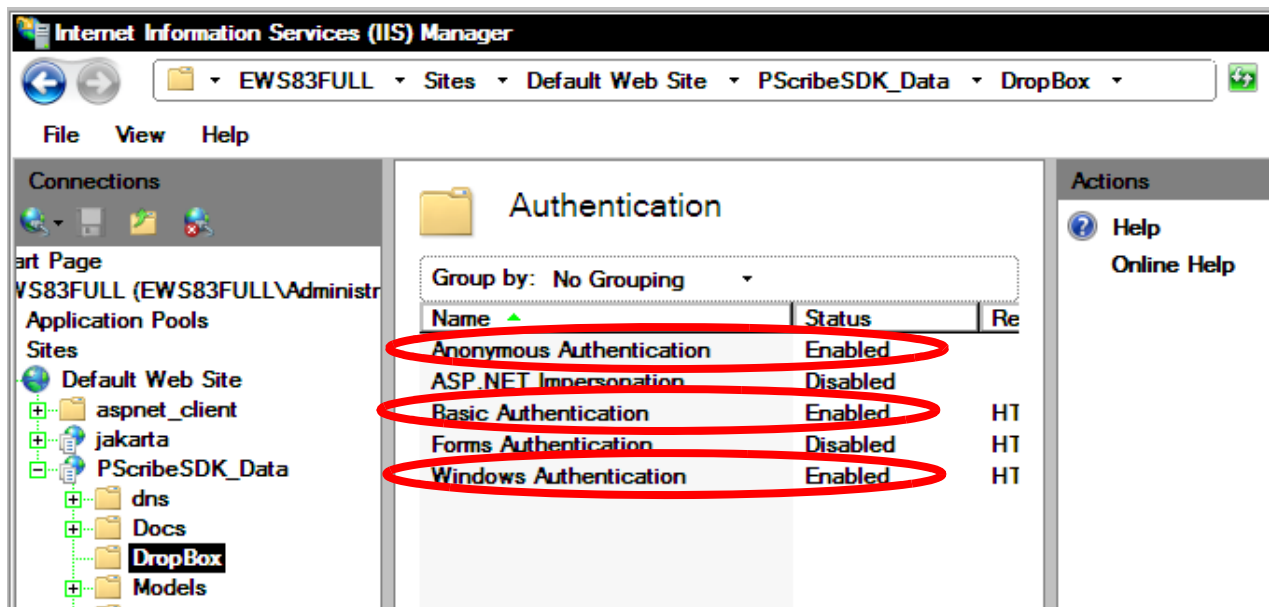 Internet Information Services (IIS) Manager
EWS83FULL Sites Default Web Site PScribeSDK_Data DropBox
File View Help
Connections
art Page
VS83FULL (EWS83FULL\Administr
Application Pools
Sites
Default Web Site
aspnet_client
jakarta
PScribeSDK_Data
dns
Docs
DropBox
Models
Authentication
Group by: No Grouping
Name Status Re
Anonymous Authentication Enabled
ASP.NET Impersonation Disabled
Basic Authentication Enabled HT
Forms Authentication Disabled HT
Windows Authentication Enabled HT
Actions
Help
Online Help